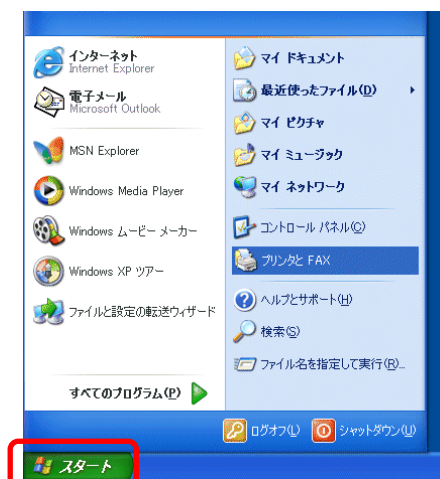 インターネット
Internet Explorer
電子メール
Microsoft Outlook
MSN Explorer
Windows Media Player
Windows ムービー メーカー
Windows XP ツアー
ファイルと設定の転送ウィザード
すべてのプログラム(P)
マイ ドキュメント
最近使ったファイル(D)
マイ ピクチャ
マイ ミュージック
マイ ネットワーク
コントロール パネル(C)
プリンタと FAX
ヘルプとサポート(H)
検索(S)
ファイル名を指定して実行(R)...
ログオフ(L)
シャットダウン(U)
スタート